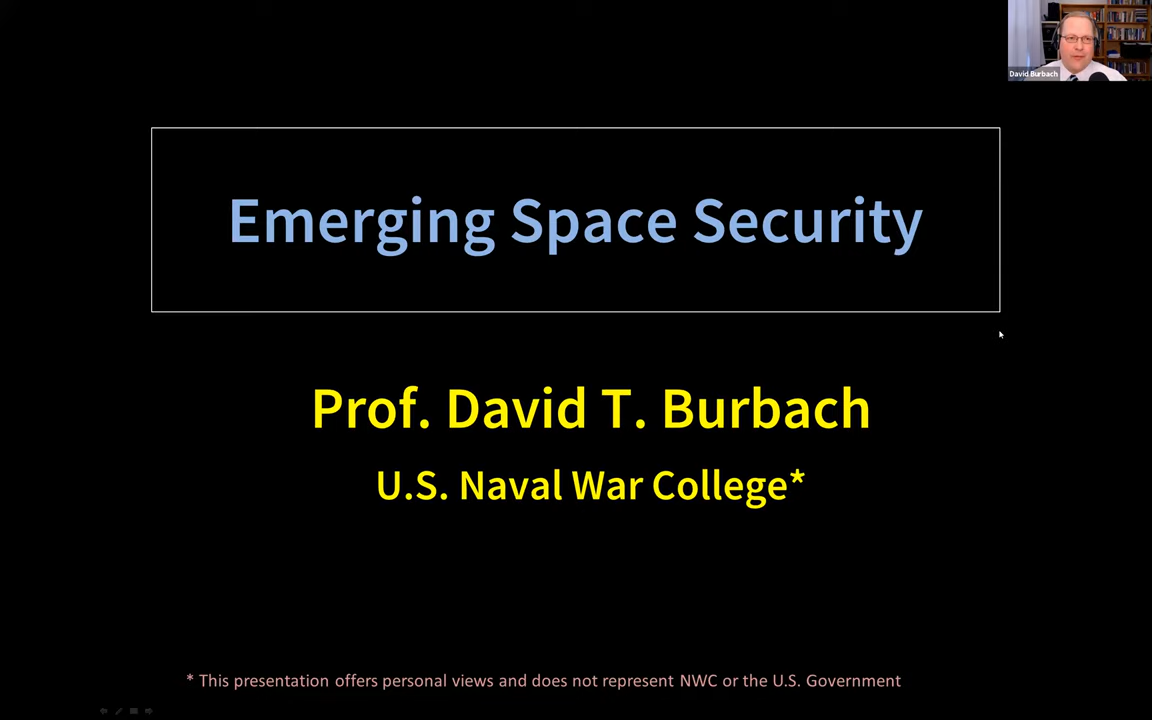 David Burbach
Emerging Space Security
Prof. David T. Burbach
U.S. Naval War College*
* This presentation offers personal views and does not represent NWC or the U.S. Government